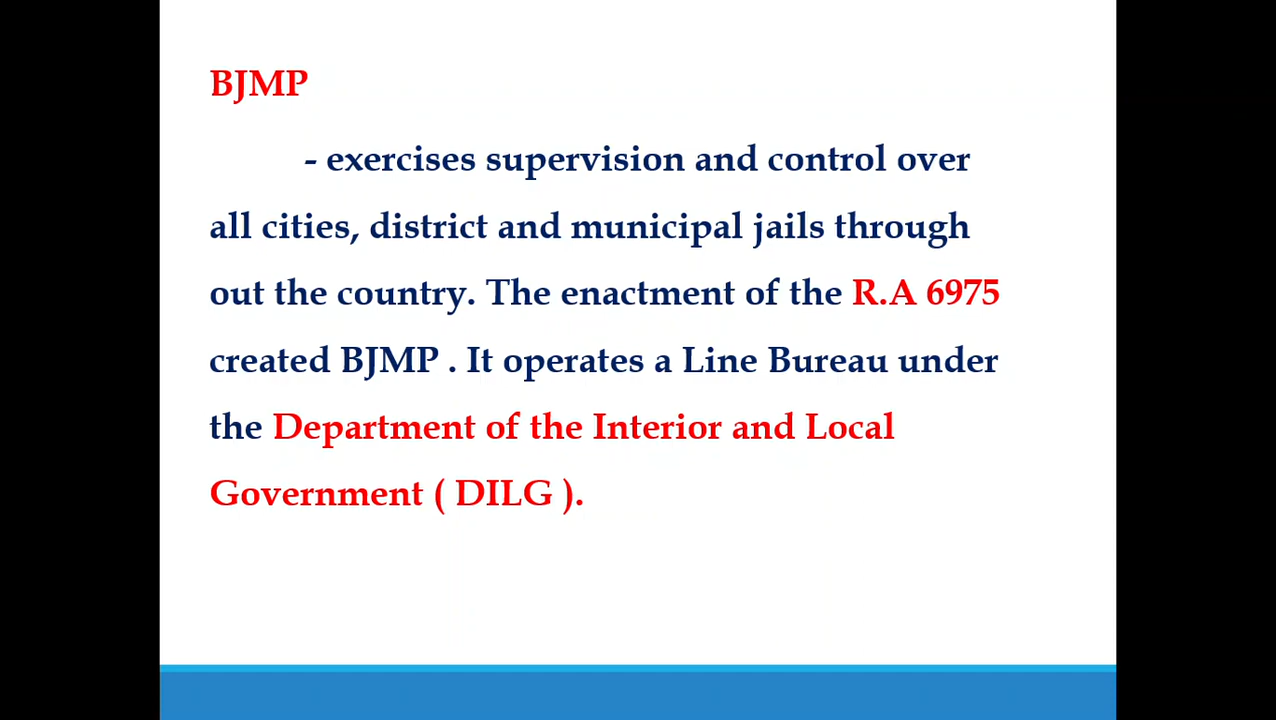 BJMP
- exercises supervision and control over
all cities, district and municipal jails through
out the country. The enactment of the R.A 6975
created BJMP . It operates a Line Bureau under
the Department of the Interior and Local
Government ( DILG ).